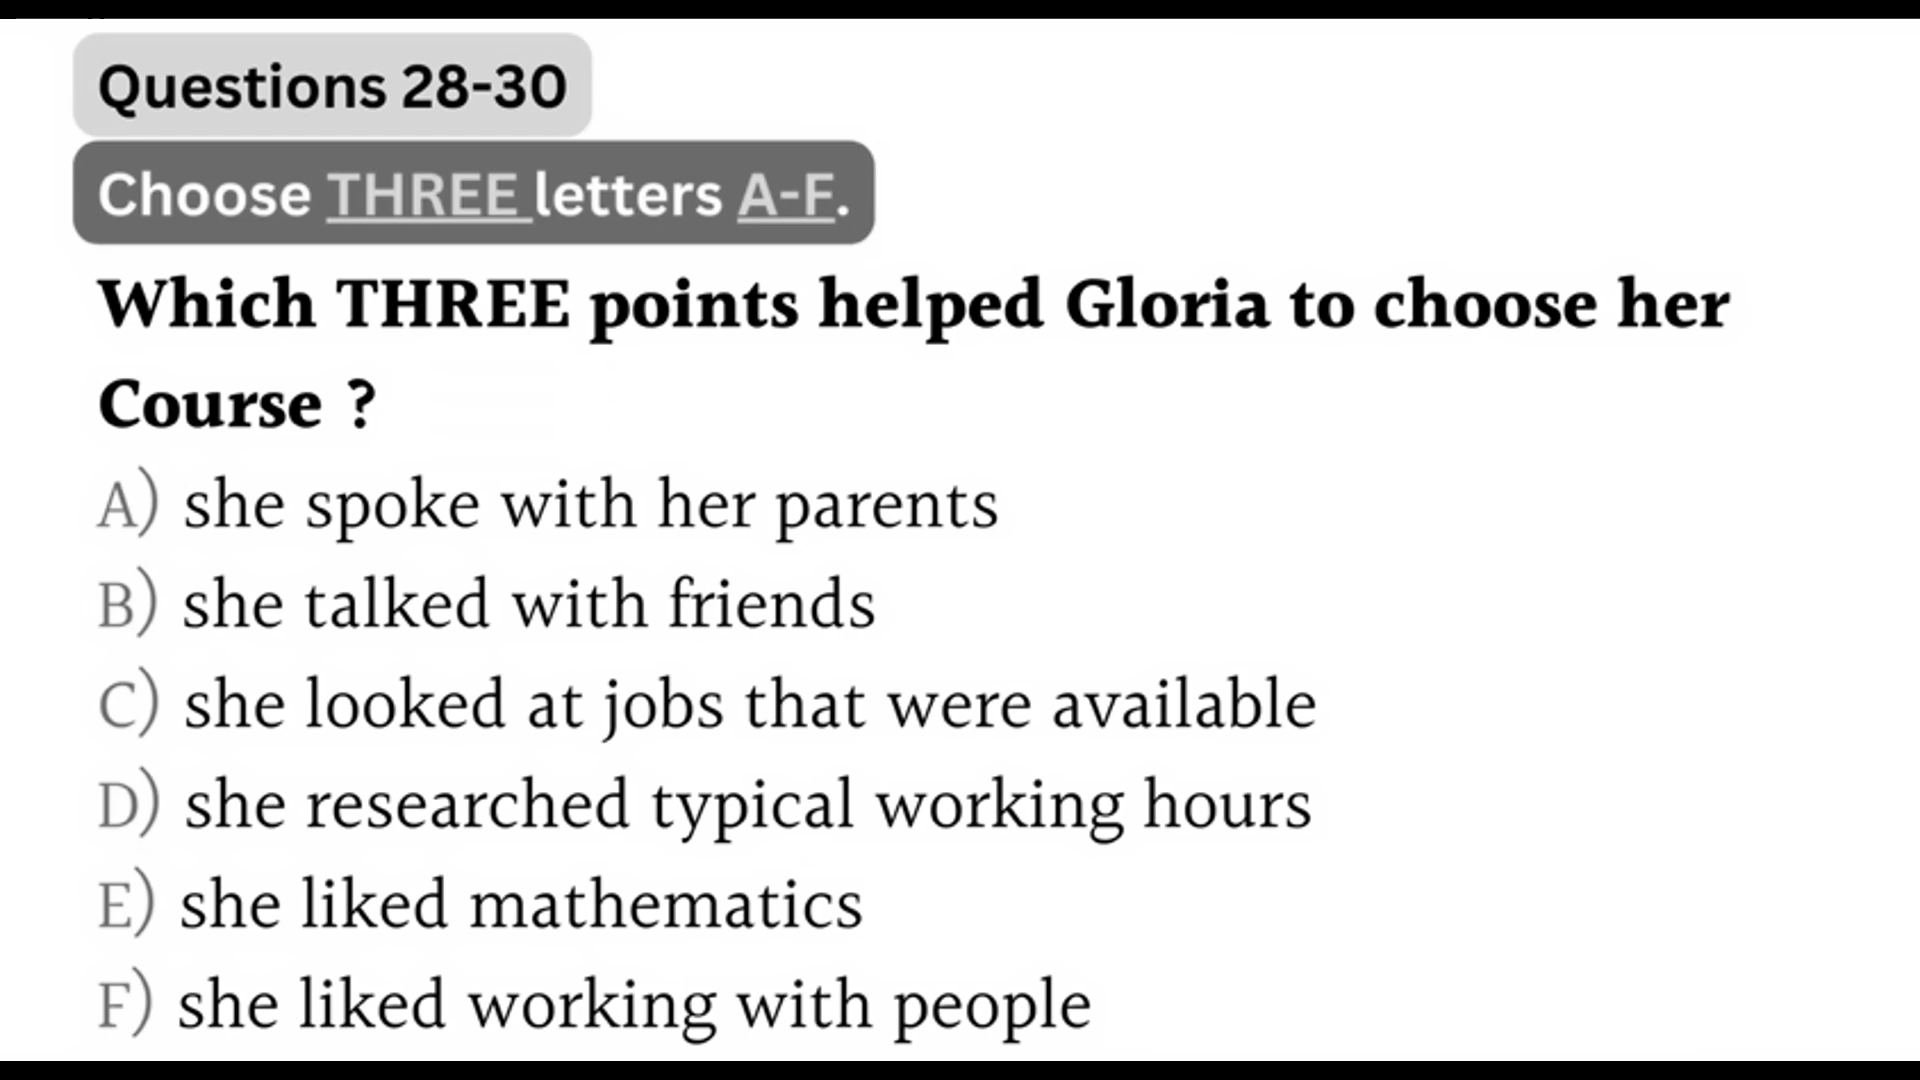 Questions 28-30
Choose THREE letters A-F.
Which THREE points helped Gloria to choose her
Course ?
A) she spoke with her parents
B) she talked with friends
C) she looked at jobs that were available
D) she researched typical working hours
E) she liked mathematics
F) she liked working with people